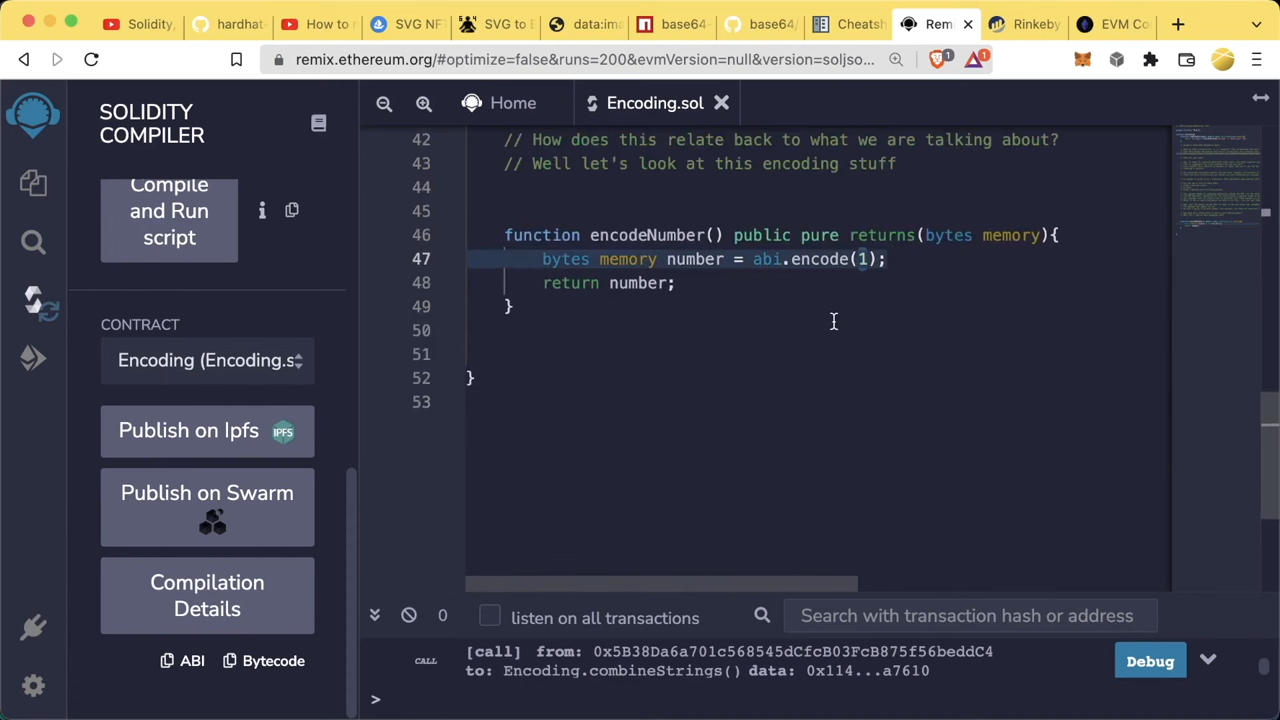 Solidity,
hardhat-
How to r
SVG NF
SVG to B
data:ima
base64-
base64/
Cheatsh
Remi
Rinkeby
EVM Co
remix.ethereum.org/#optimize=false&runs=200&evmVersion=null&version=soljso...
1
1
SOLIDITY
COMPILER
Home
Encoding.sol
Compile
and Run
script
CONTRACT
Encoding (Encoding.s
Publish on Ipfs
IPFS
Publish on Swarm
Compilation
Details
ABI
Bytecode
42 // How does this relate back to what we are talking about?
43 // Well let's look at this encoding stuff
44
45
46 function encodeNumber() public pure returns(bytes memory){
47 bytes memory number = abi.encode(1);
48 return number;
49 }
50
51
52 }
53
0
listen on all transactions
Search with transaction hash or address
CALL
[call] from: 0x5B38Da6a701c568545dCfcB03FcB875f56beddC4
to: Encoding.combineStrings() data: 0x114...a7610
Debug
>